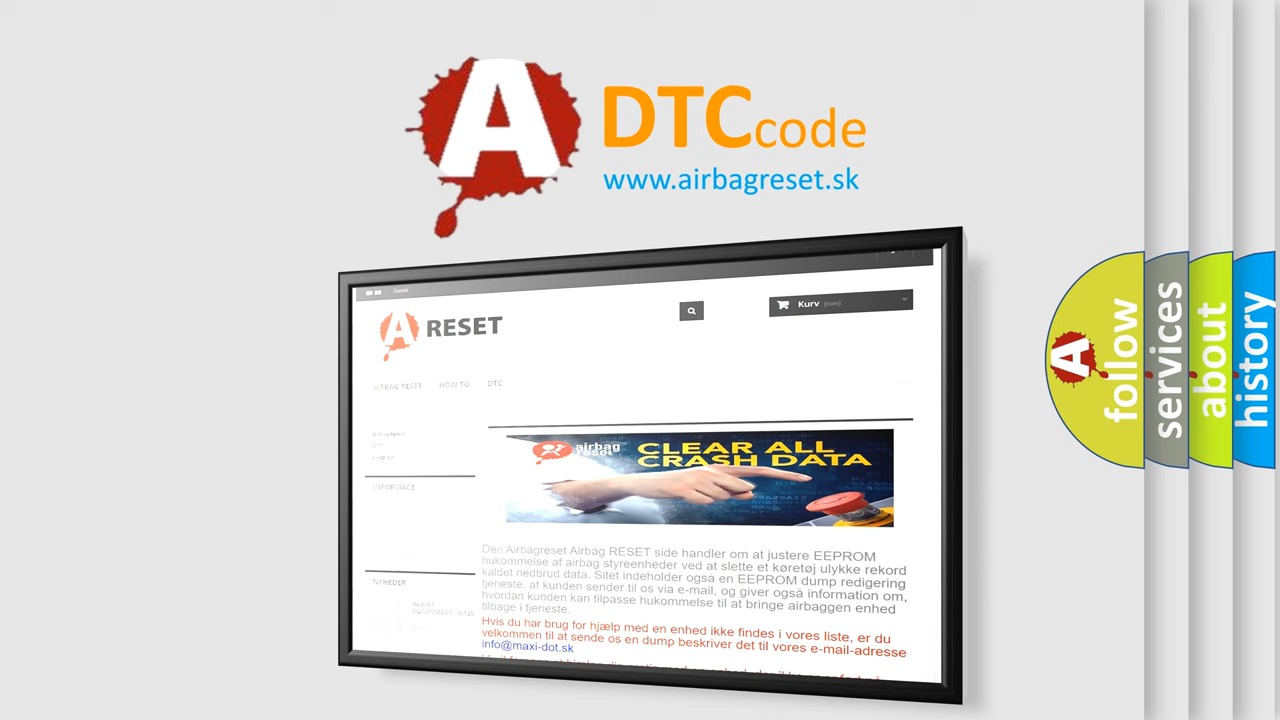 A
DTCcode
www.airbagreset.sk
Dansk
A RESET
Kurv (tom)
AIRBAG RESET HOW TO DTC
INFORMACE
NYHEDER
airbag
reset
CLEAR ALL
CRASH DATA
Den Airbagreset Airbag RESET side handler om at justere EEPROM
hukommelse af airbag styreenheder ved at slette et køretøj ulykke rekord
kaldet nedbrud data. Sitet indeholder også en EEPROM dump redigering
tjeneste, at kunden sender til os via e-mail, og giver også information om,
hvordan kunden kan tilpasse hukommelse til at bringe airbaggen enhed
tilbage i tjeneste.
Hvis du har brug for hjælp med en enhed ikke findes i vores liste, er du
velkommen til at sende os en dump beskriver det til vores e-mail-adresse
info@maxi-dot.sk
A
follow
services
about
history